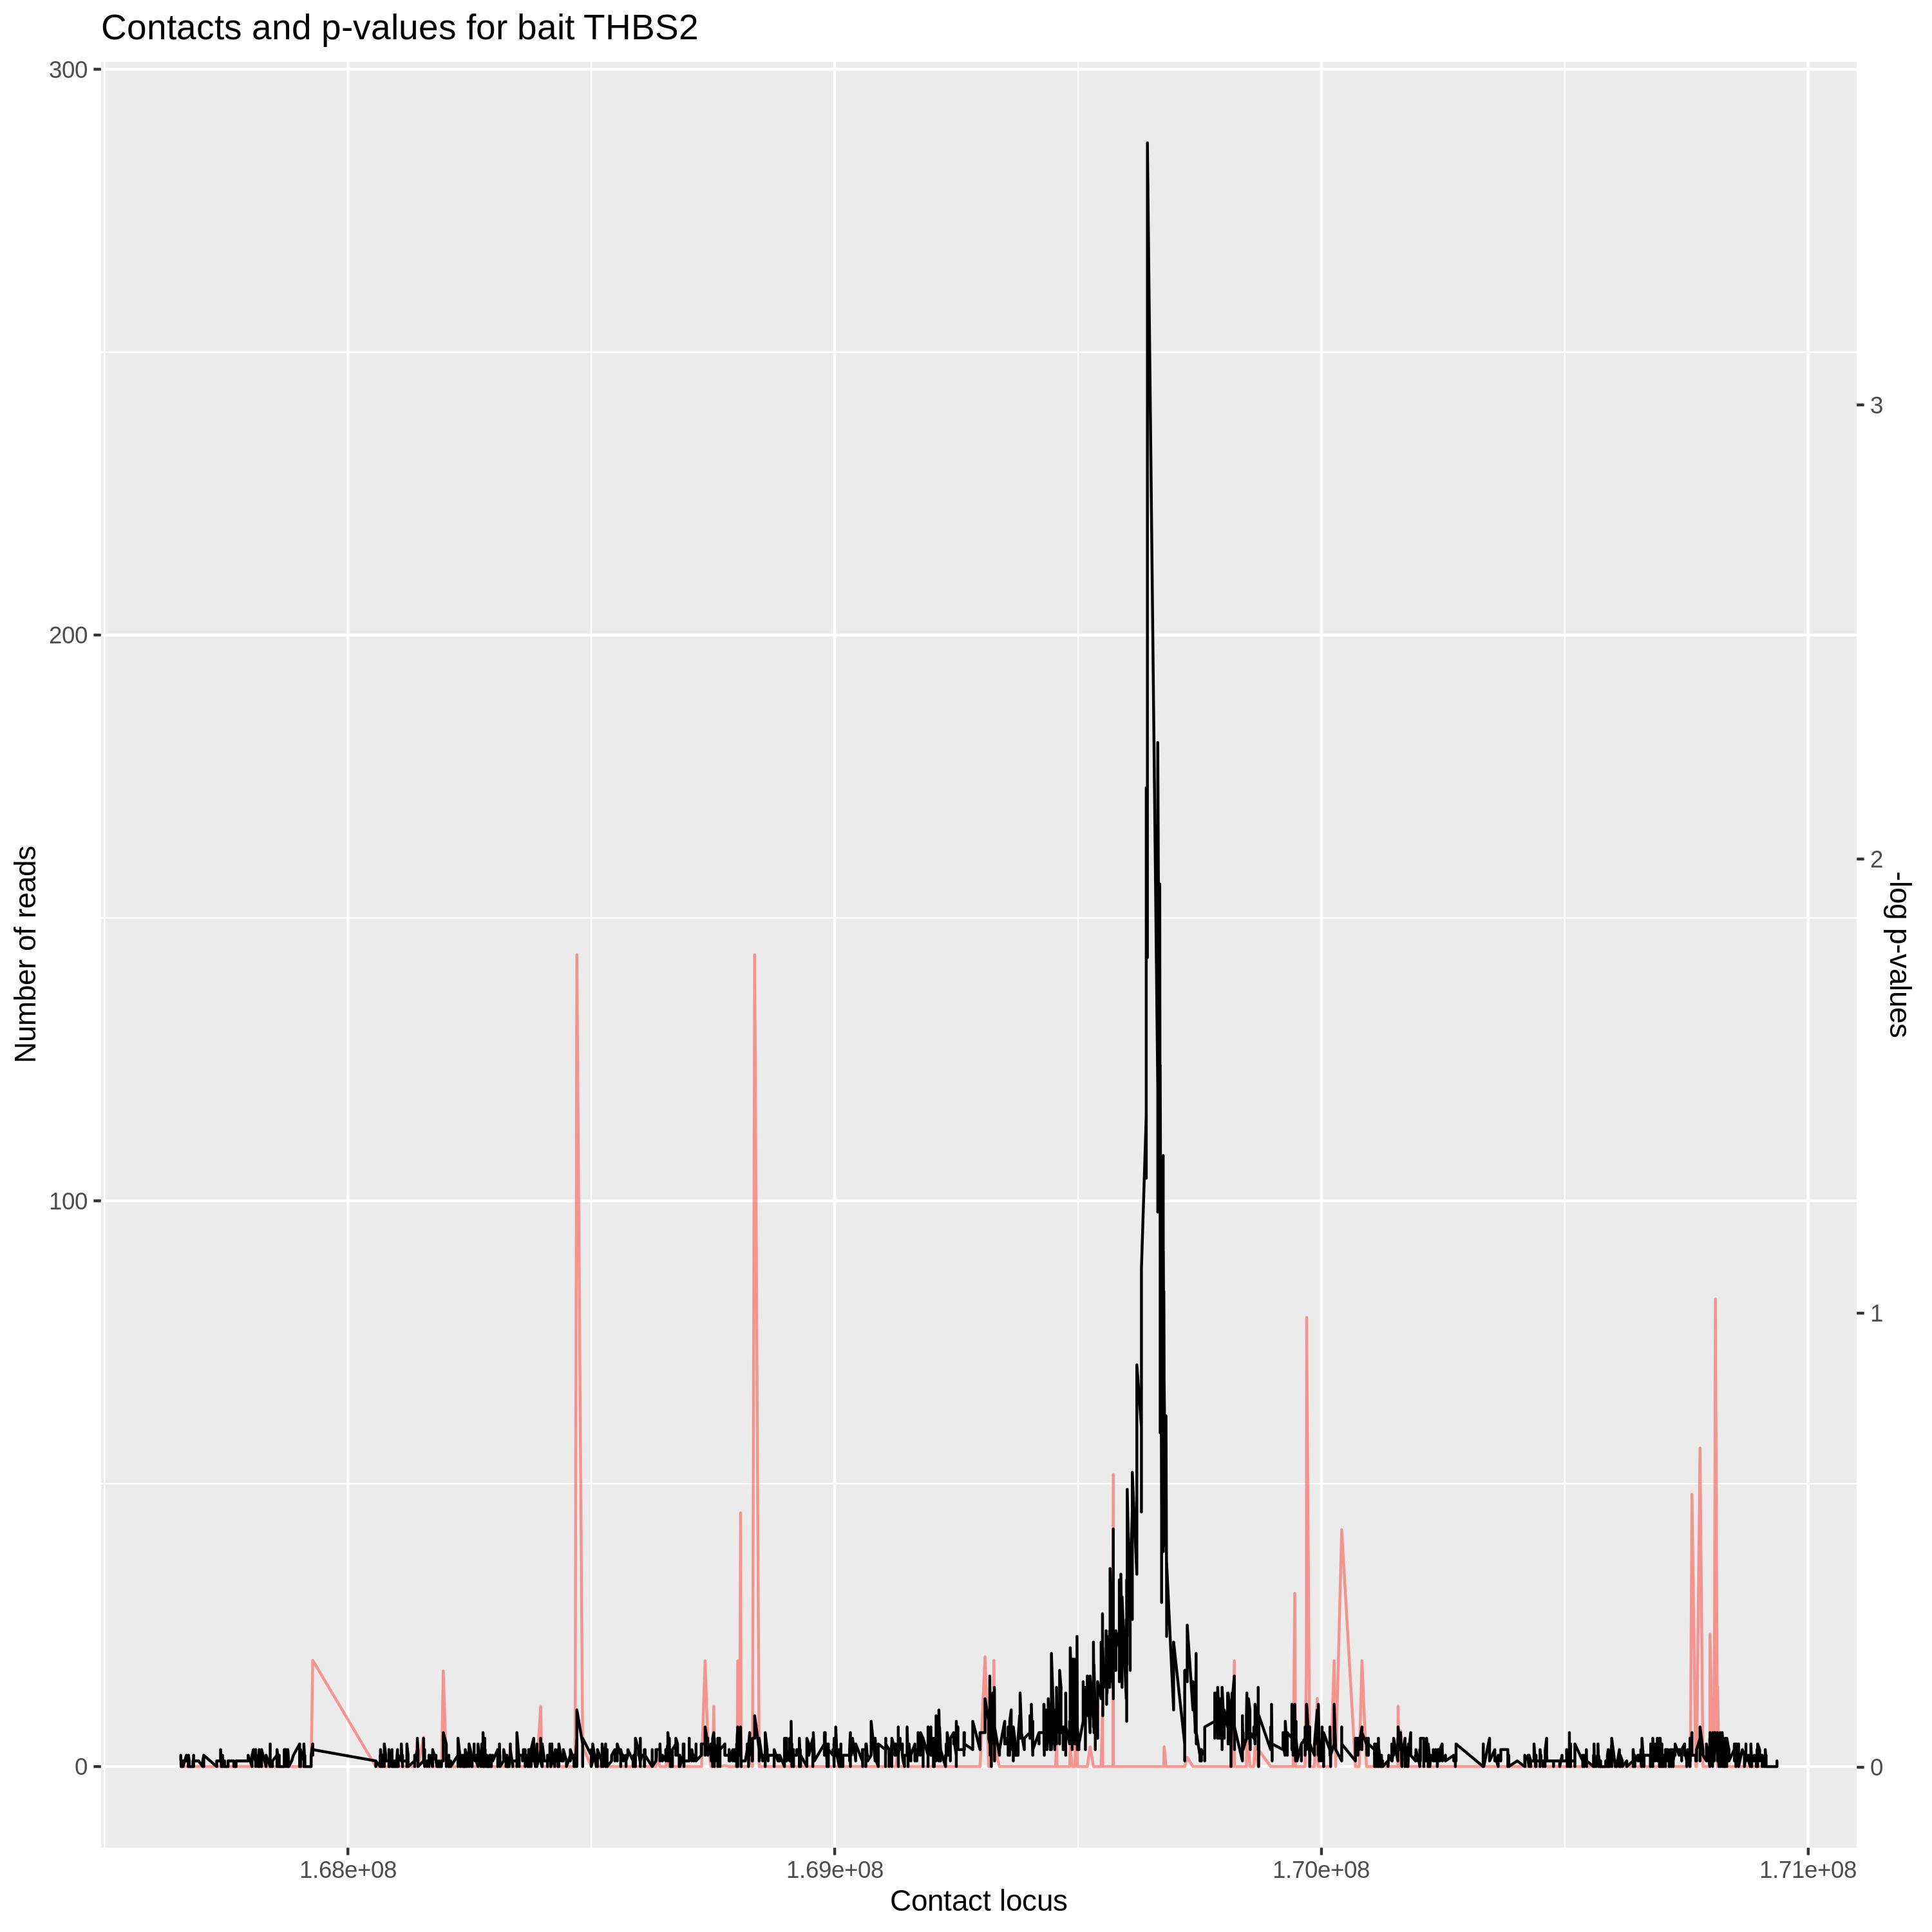 Contacts and p-values for bait THBS2
300
200
100
0
Number of reads
3
2
1
0
-log p-values
1.68e+08
1.69e+08
1.70e+08
1.71e+08
Contact locus